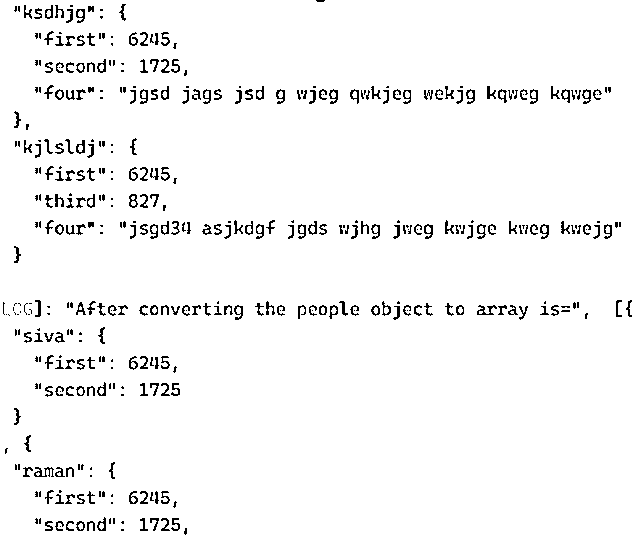 "ksdhjg": {
"first": 6245,
"second": 1725,
"four": "jgsd jags jsd g wjeg qwkjeg wekjg kqweg kqwge"
},
"kjlsldj": {
"first": 6245,
"third": 827,
"four": "jsgd34 asjkdgf jgds wjhg jweg kwjge kweg kwejg"
}
LOG]: "After converting the people object to array is=", [{
"siva": {
"first": 6245,
"second": 1725
}
, {
"raman": {
"first": 6245,
"second": 1725,